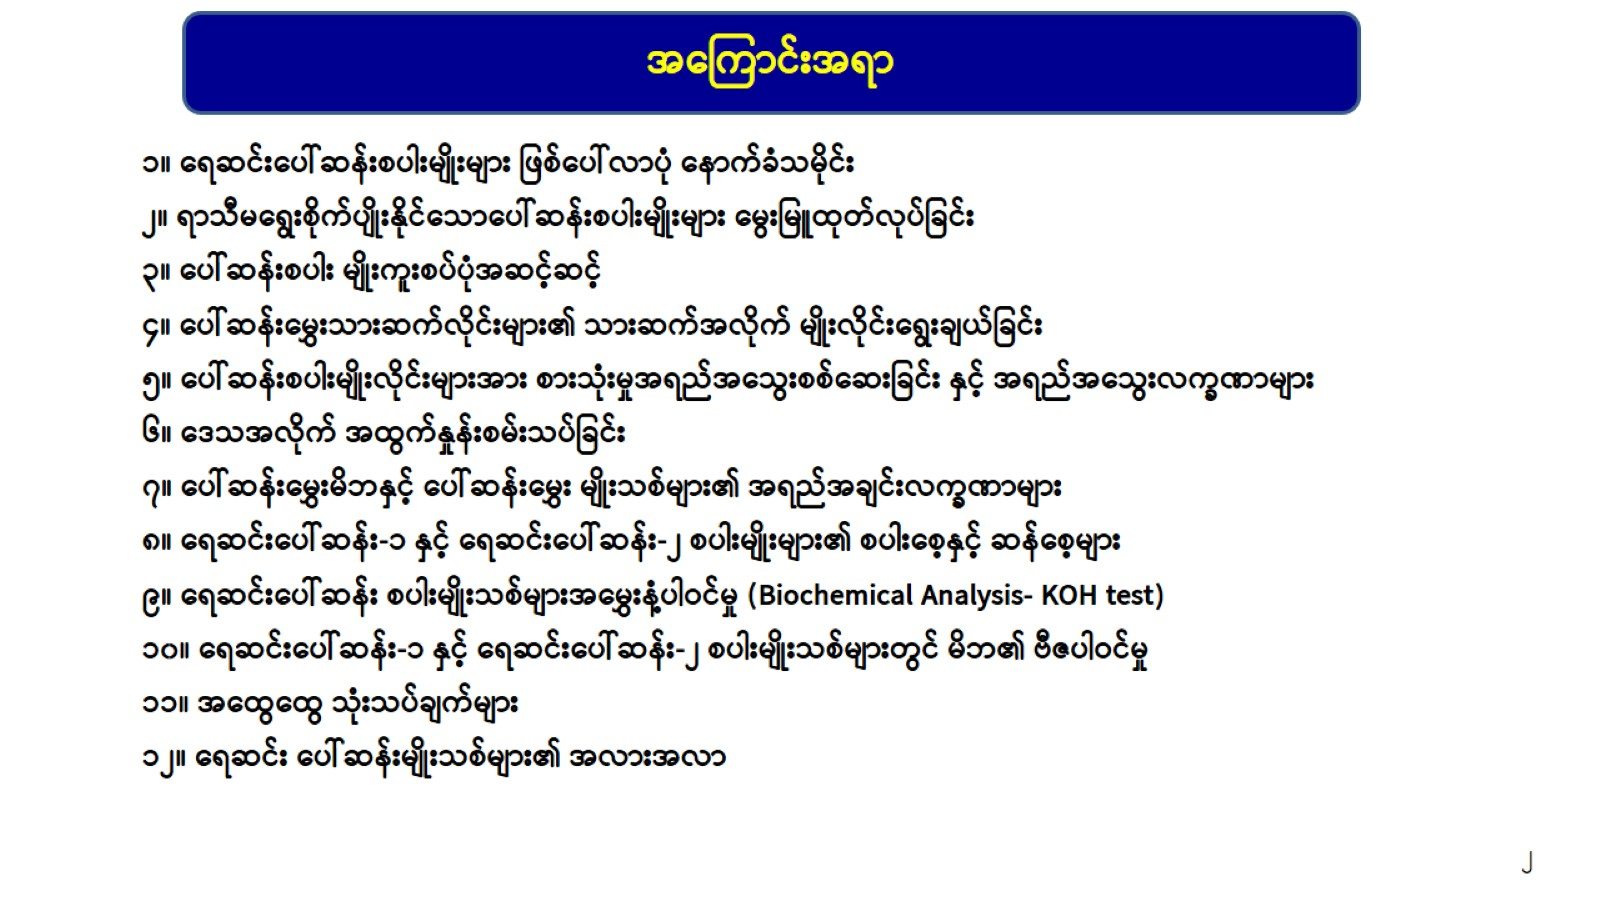 အကြောင်းအရာ
၁။ ရေဆင်းပေါ်ဆန်းစပါးမျိုးများ ဖြစ်ပေါ်လာပုံ နောက်ခံသမိုင်း
၂။ ရာသီမရွေးစိုက်ပျိုးနိုင်သောပေါ်ဆန်းစပါးမျိုးများ မွေးမြူထုတ်လုပ်ခြင်း
၃။ ပေါ်ဆန်းစပါး မျိုးကူးစပ်ပုံအဆင့်ဆင့်
၄။ ပေါ်ဆန်းမွှေးသားဆက်လိုင်းများ၏ သားဆက်အလိုက် မျိုးလိုင်းရွေးချယ်ခြင်း
၅။ ပေါ်ဆန်းစပါးမျိုးလိုင်းများအား စားသုံးမှုအရည်အသွေးစစ်ဆေးခြင်း နှင့် အရည်အသွေးလက္ခဏာများ
၆။ ဒေသအလိုက် အထွက်နှုန်းစမ်းသပ်ခြင်း
၇။ ပေါ်ဆန်းမွှေးမိဘနှင့် ပေါ်ဆန်းမွှေး မျိုးသစ်များ၏ အရည်အချင်းလက္ခဏာများ
၈။ ရေဆင်းပေါ်ဆန်း-၁ နှင့် ရေဆင်းပေါ်ဆန်း-၂ စပါးမျိုးများ၏ စပါးစေ့နှင့် ဆန်စေ့များ
၉။ ရေဆင်းပေါ်ဆန်း စပါးမျိုးသစ်များအမွှေးနံ့ပါဝင်မှု (Biochemical Analysis- KOH test)
၁၀။ ရေဆင်းပေါ်ဆန်း-၁ နှင့် ရေဆင်းပေါ်ဆန်း-၂ စပါးမျိုးသစ်များတွင် မိဘ၏ ဗီဇပါဝင်မှု
၁၁။ အထွေထွေ သုံးသပ်ချက်များ
၁၂။ ရေဆင်း ပေါ်ဆန်းမျိုးသစ်များ၏ အလားအလာ
၂